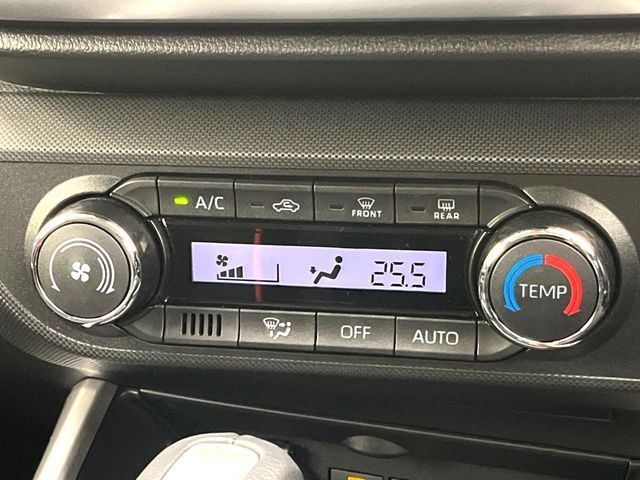 A/C
FRONT
REAR
25.5
TEMP
OFF
AUTO